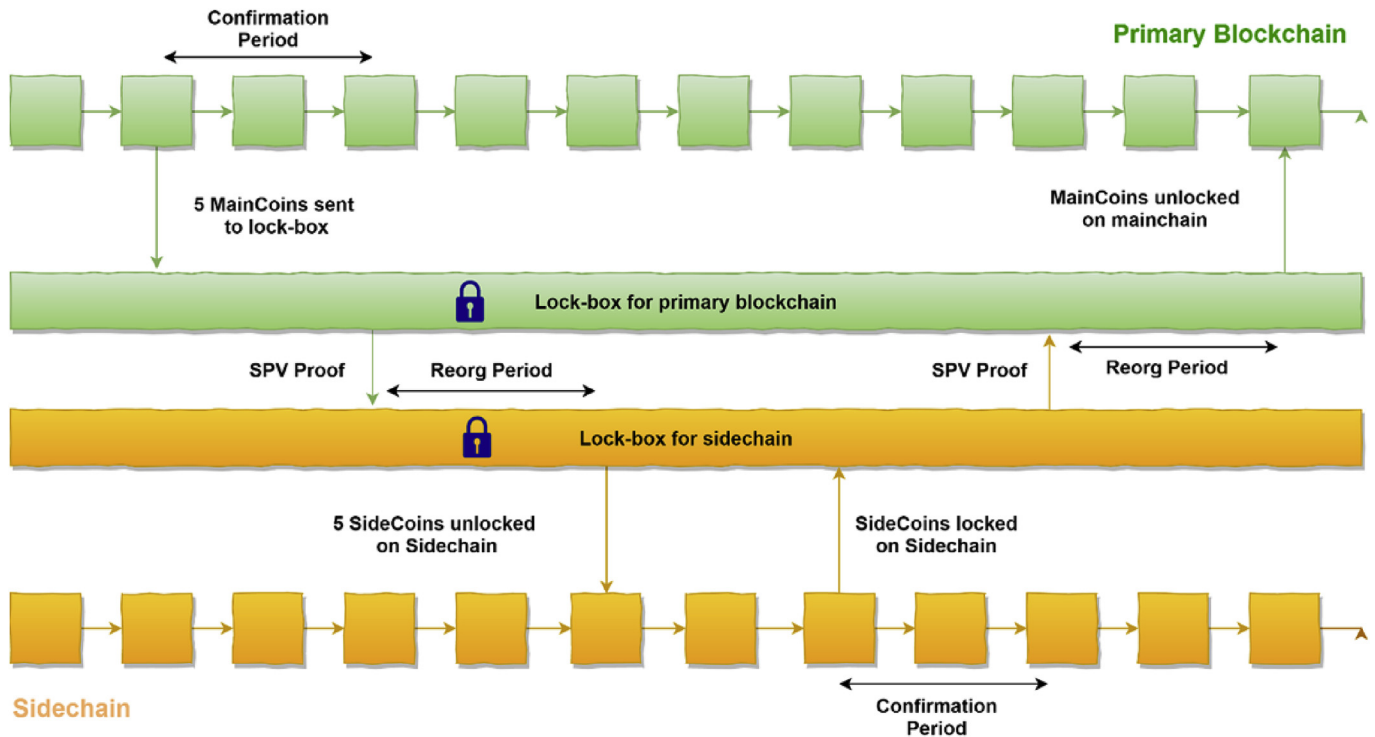 Confirmation
Period
Primary Blockchain
5 MainCoins sent
to lock-box
MainCoins unlocked
on mainchain
Lock-box for primary blockchain
SPV Proof
Reorg Period
SPV Proof
Reorg Period
Lock-box for sidechain
5 SideCoins unlocked
on Sidechain
SideCoins locked
on Sidechain
Sidechain
Confirmation
Period